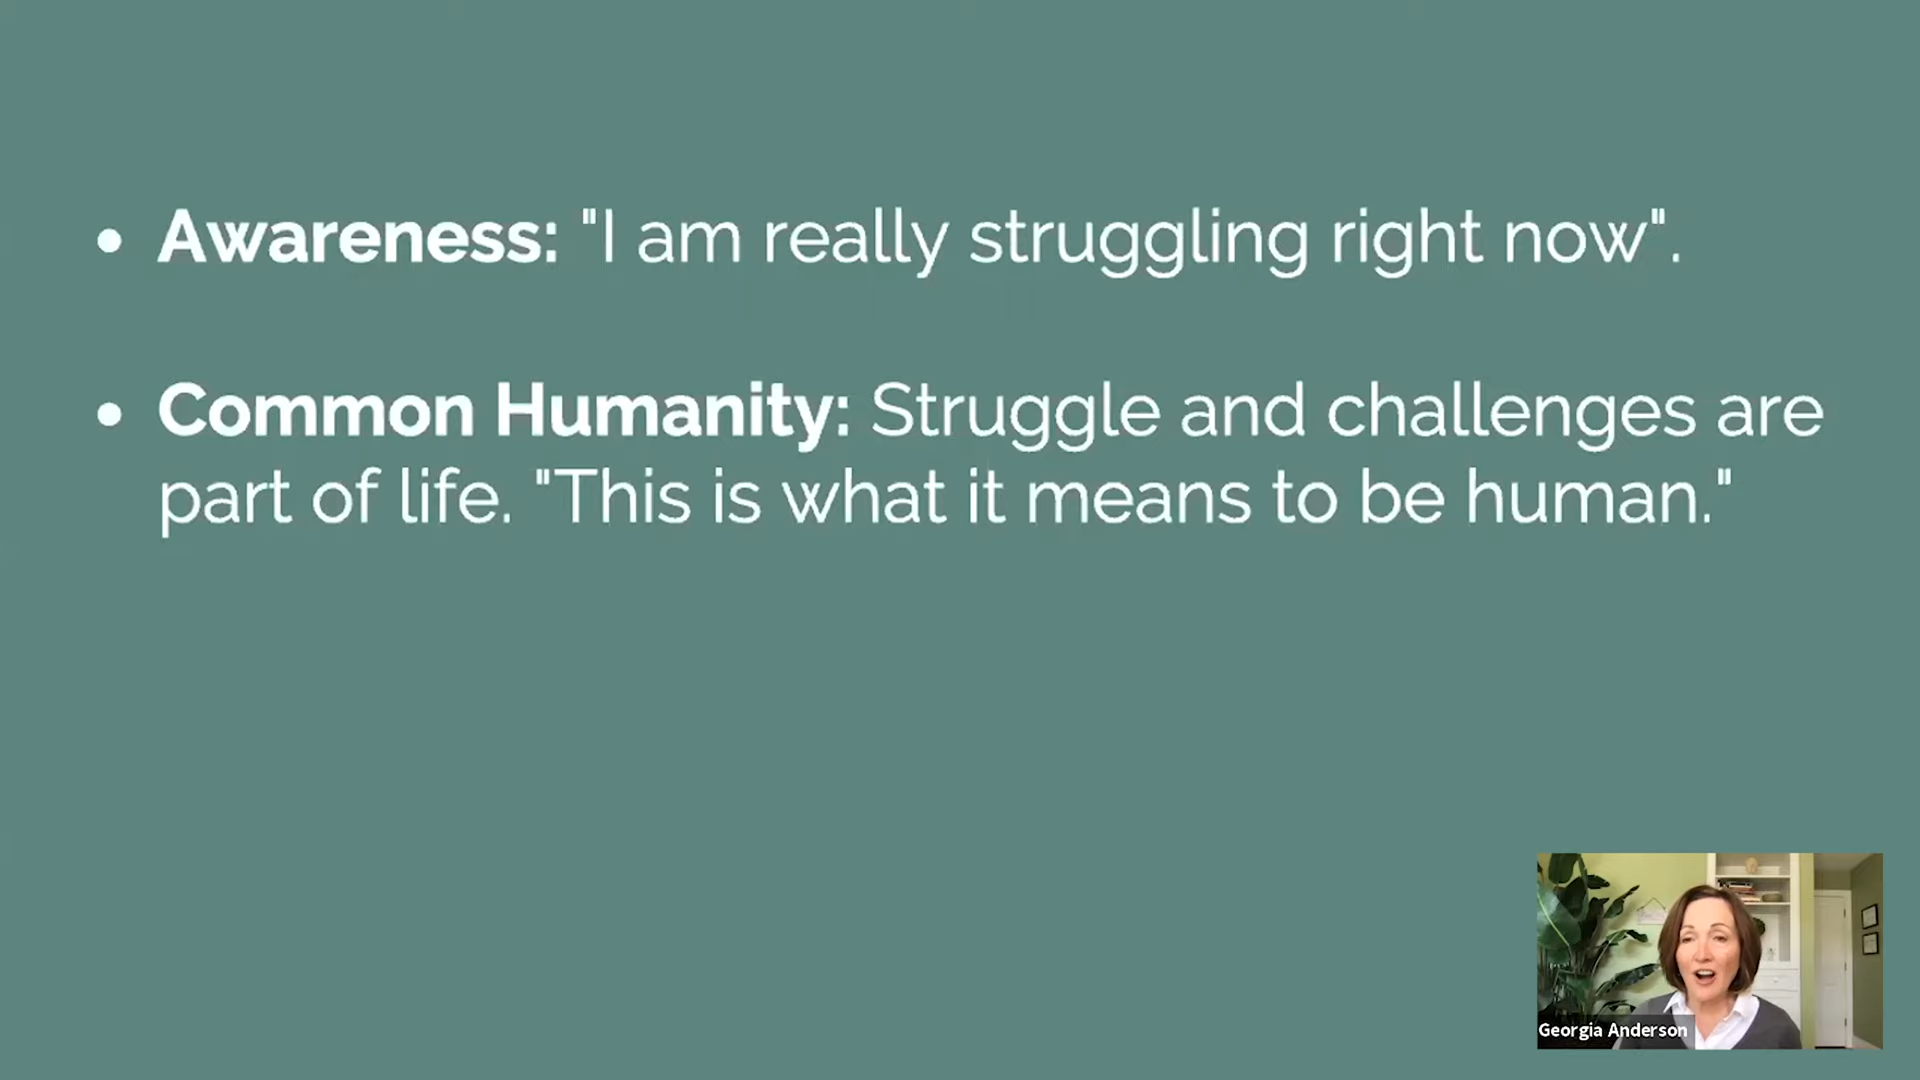 • Awareness: "I am really struggling right now".
• Common Humanity: Struggle and challenges are
part of life. "This is what it means to be human."
Georgia Anderson